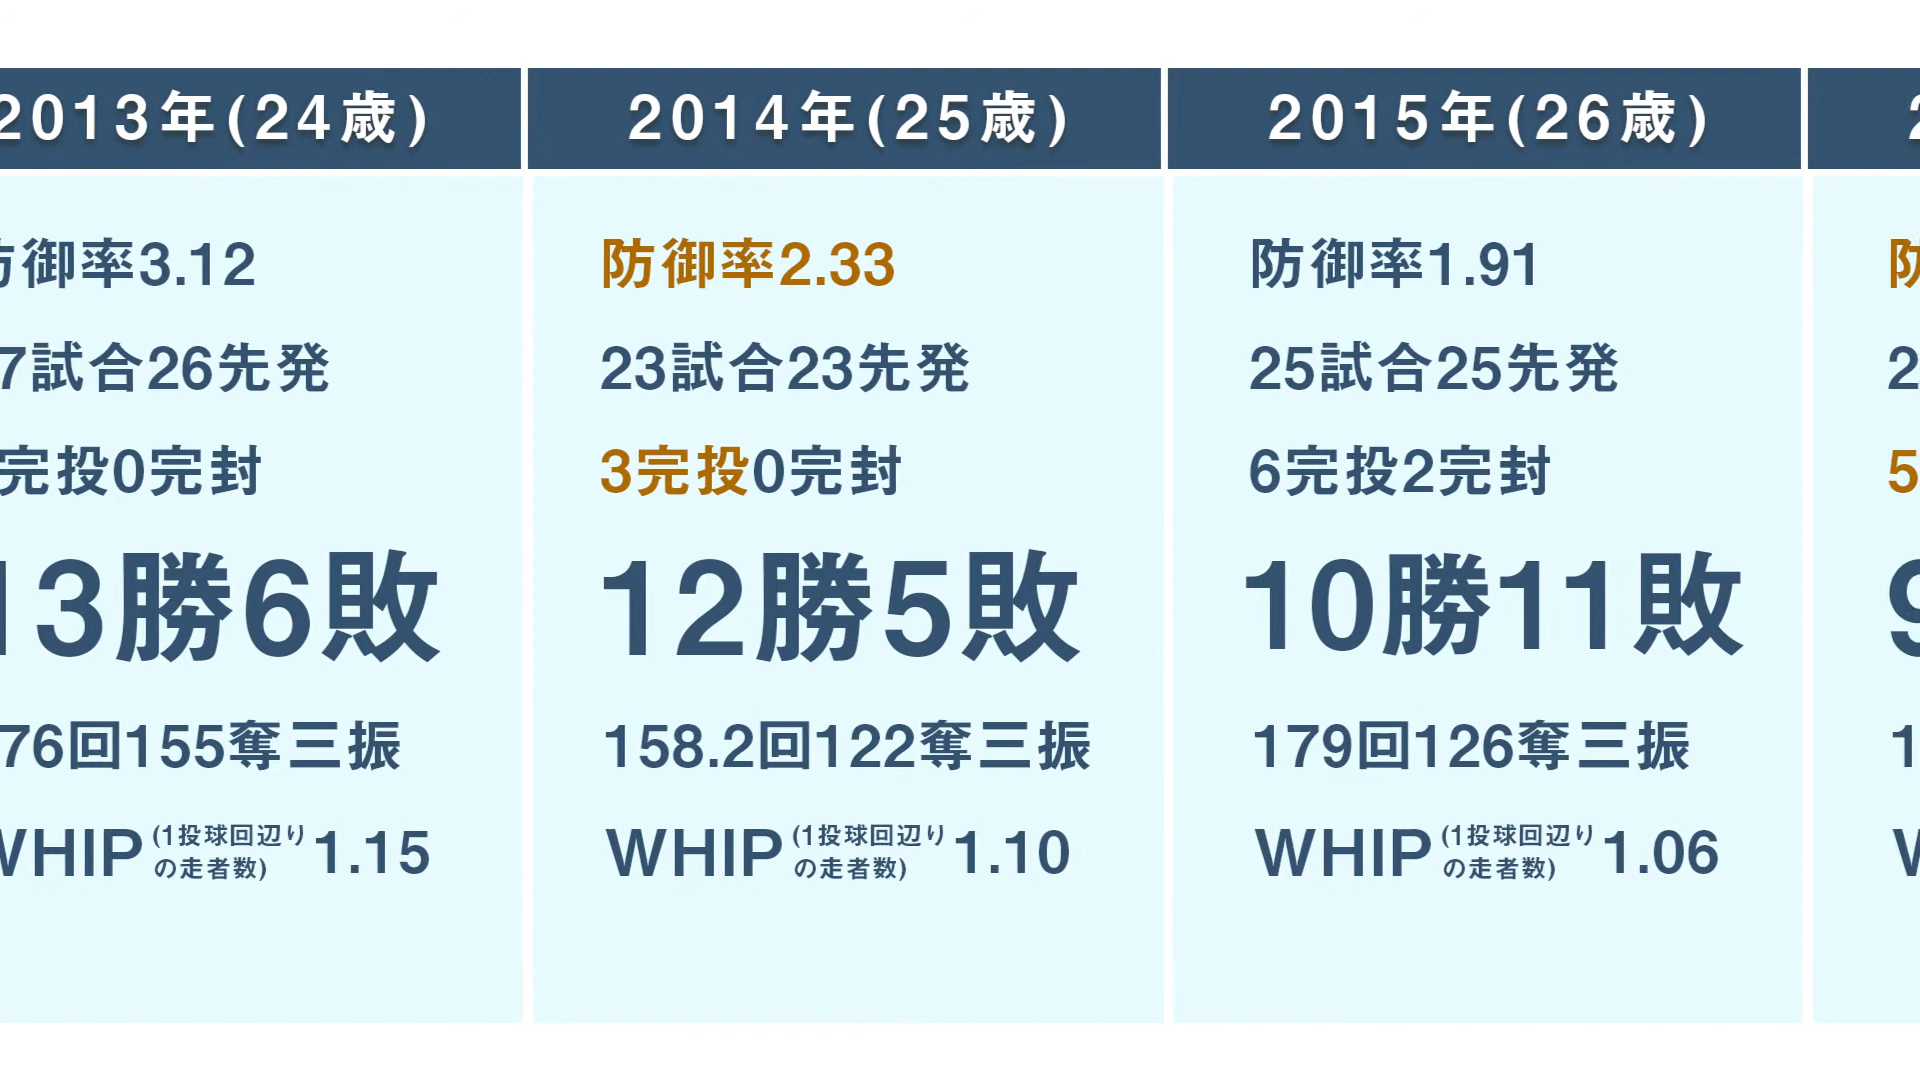 2013年(24歳)
防御率3.12
7試合26先発
完投0完封
13勝6敗
76回155奪三振
WHIP(1投球回辺りの走者数)1.15
2014年(25歳)
防御率2.33
23試合23先発
3完投0完封
12勝5敗
158.2回122奪三振
WHIP(1投球回辺りの走者数)1.10
2015年(26歳)
防御率1.91
25試合25先発
6完投2完封
10勝11敗
179回126奪三振
WHIP(1投球回辺りの走者数)1.06
2
防
2
5
9
1
W